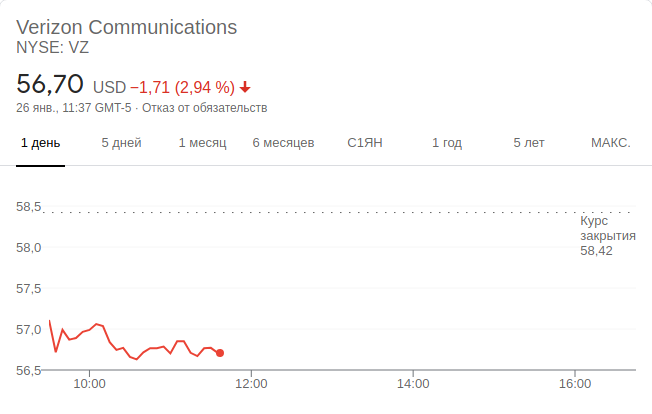 Verizon Communications
NYSE: VZ
56,70 USD −1,71 (2,94 %)
26 янв., 11:37 GMT-5 · Отказ от обязательств
1 день 5 дней 1 месяц 6 месяцев С1ЯН 1 год 5 лет МАКС.
58,5
Курс
закрытия
58,42
58,0
57,5
57,0
56,5
10:00 12:00 14:00 16:00